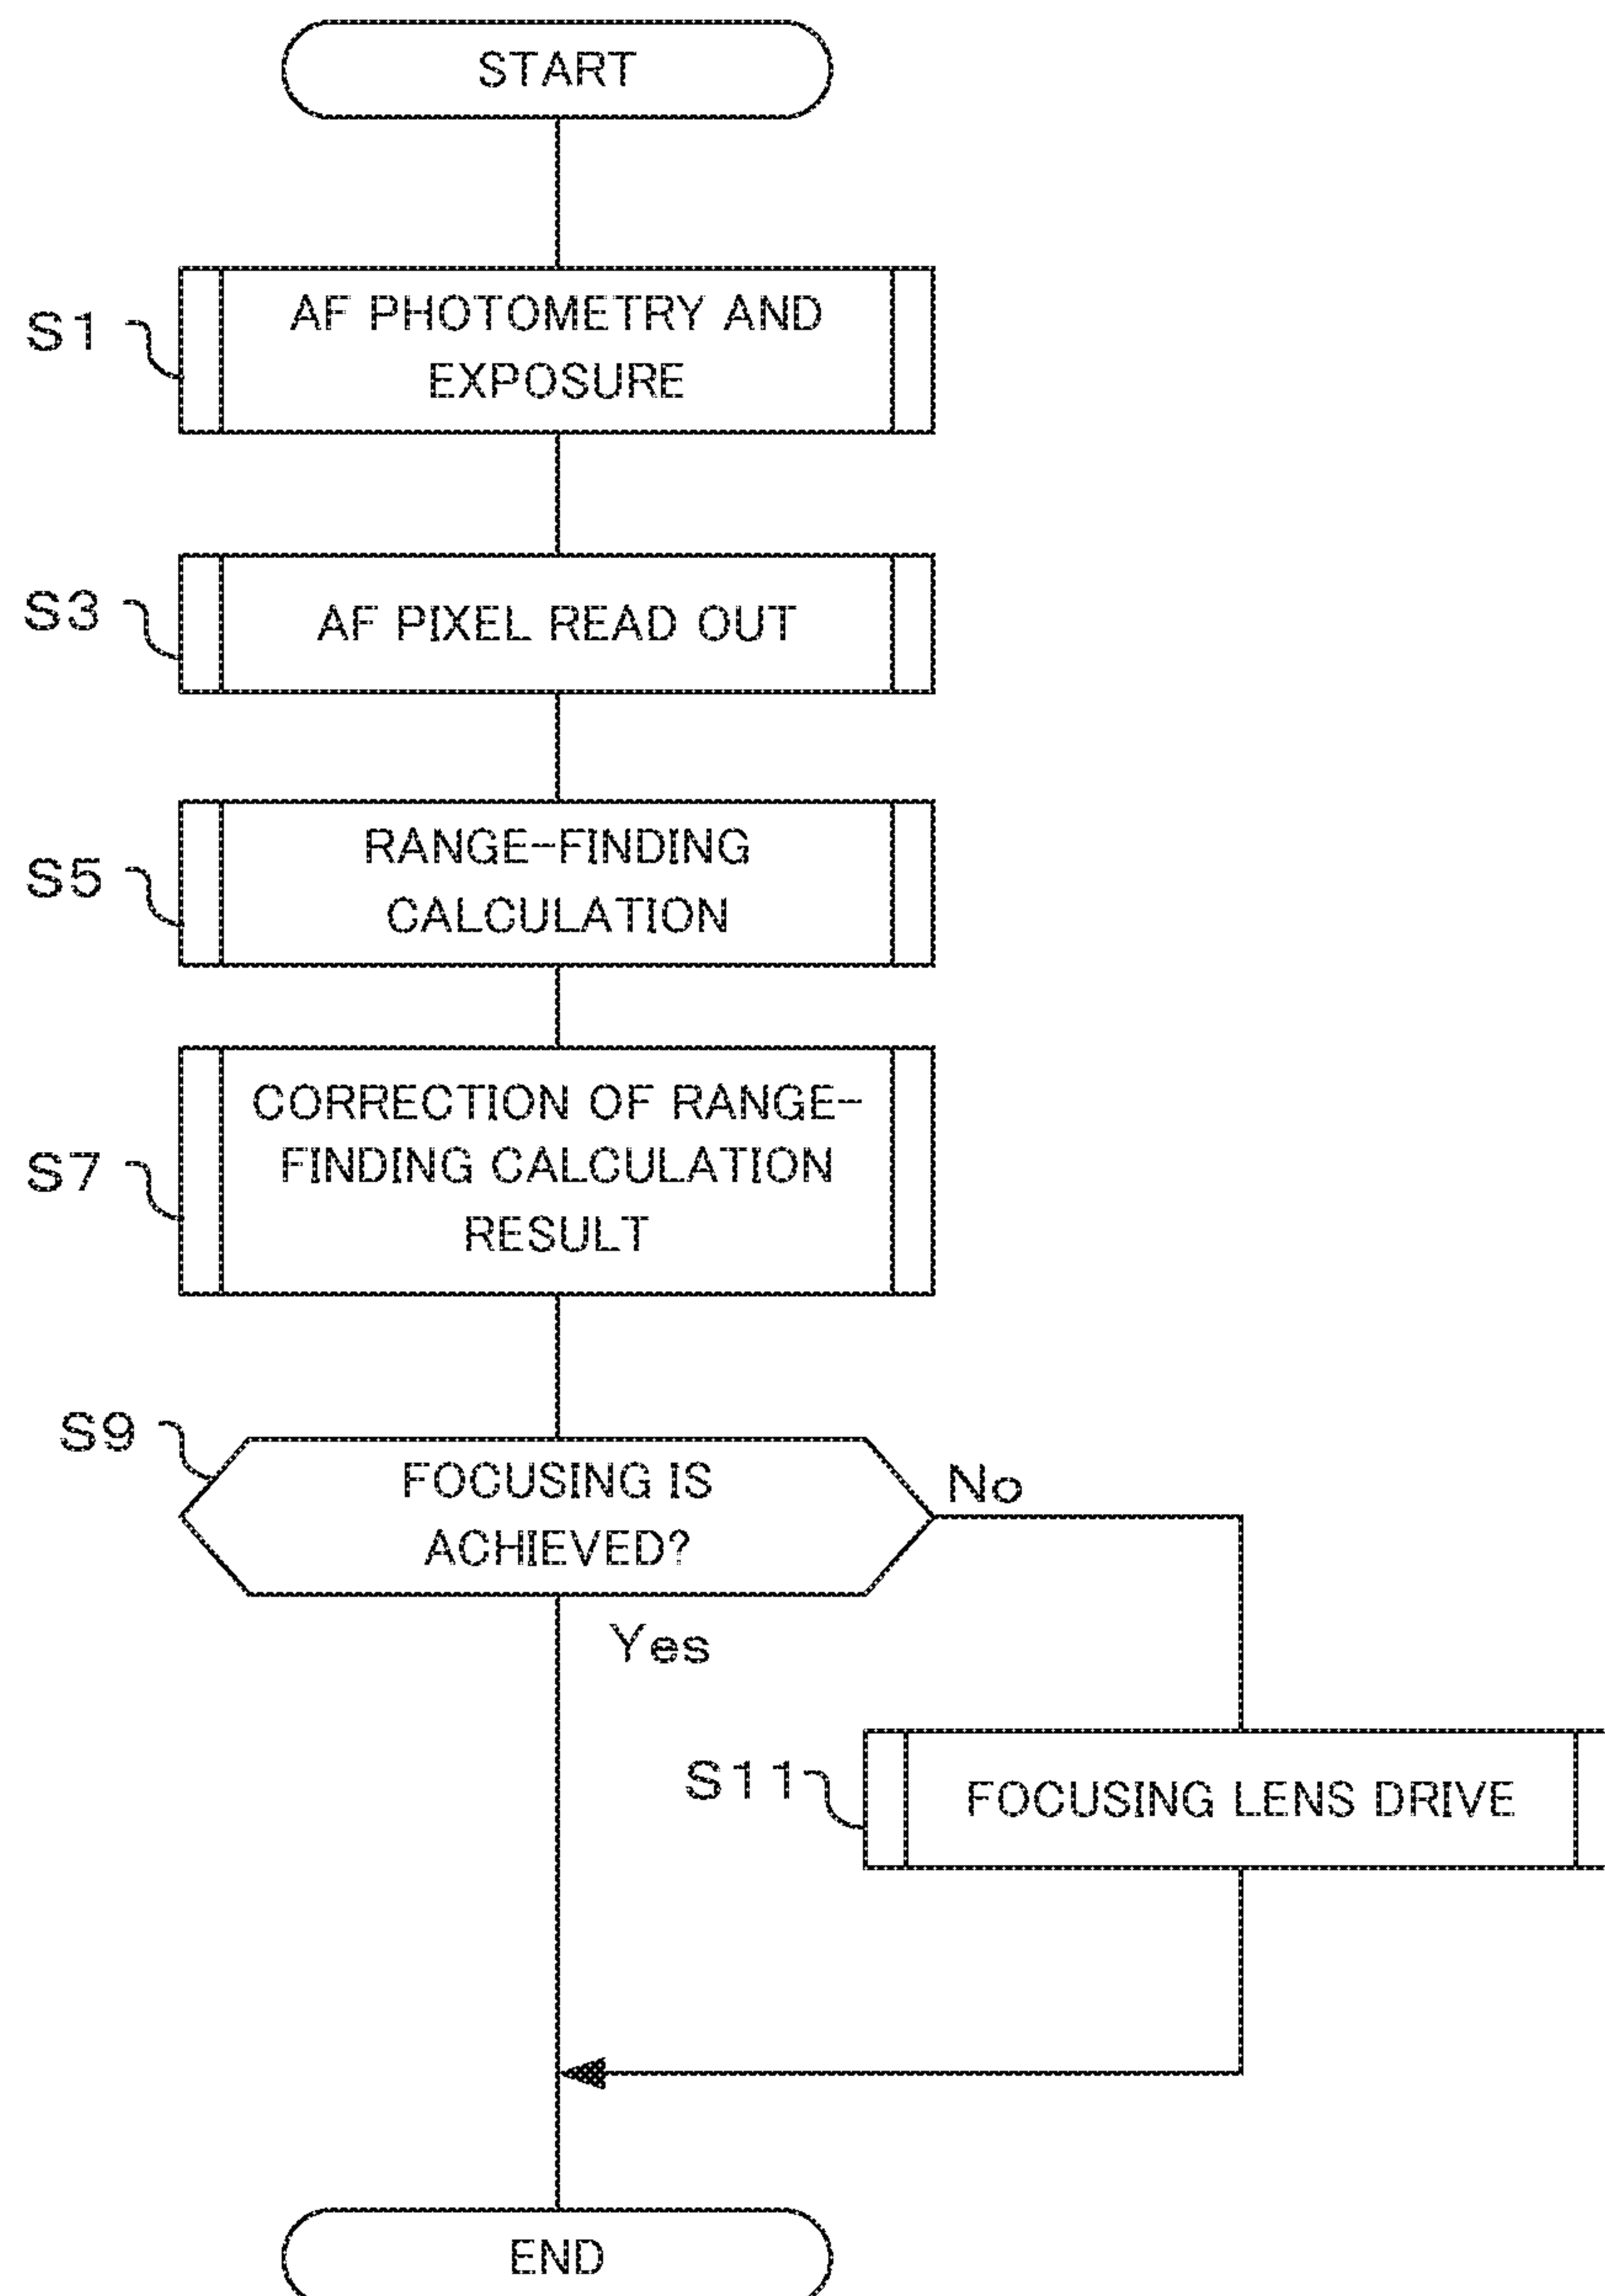 START
S1
AF PHOTOMETRY AND
EXPOSURE
S3
AF PIXEL READ OUT
S5
RANGE-FINDING
CALCULATION
S7
CORRECTION OF RANGE-
FINDING CALCULATION
RESULT
S9
FOCUSING IS
ACHIEVED?
No
Yes
S11
FOCUSING LENS DRIVE
END